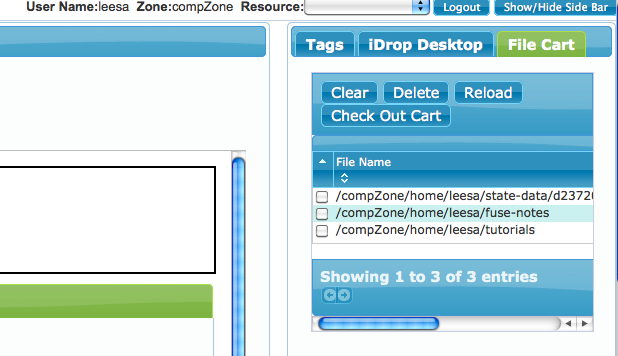 User Name:leesa Zone:compZone Resource: Logout Show/Hide Side Bar
Tags iDrop Desktop File Cart
Clear Delete Reload
Check Out Cart
File Name
/compZone/home/leesa/state-data/d2372
/compZone/home/leesa/fuse-notes
/compZone/home/leesa/tutorials
Showing 1 to 3 of 3 entries